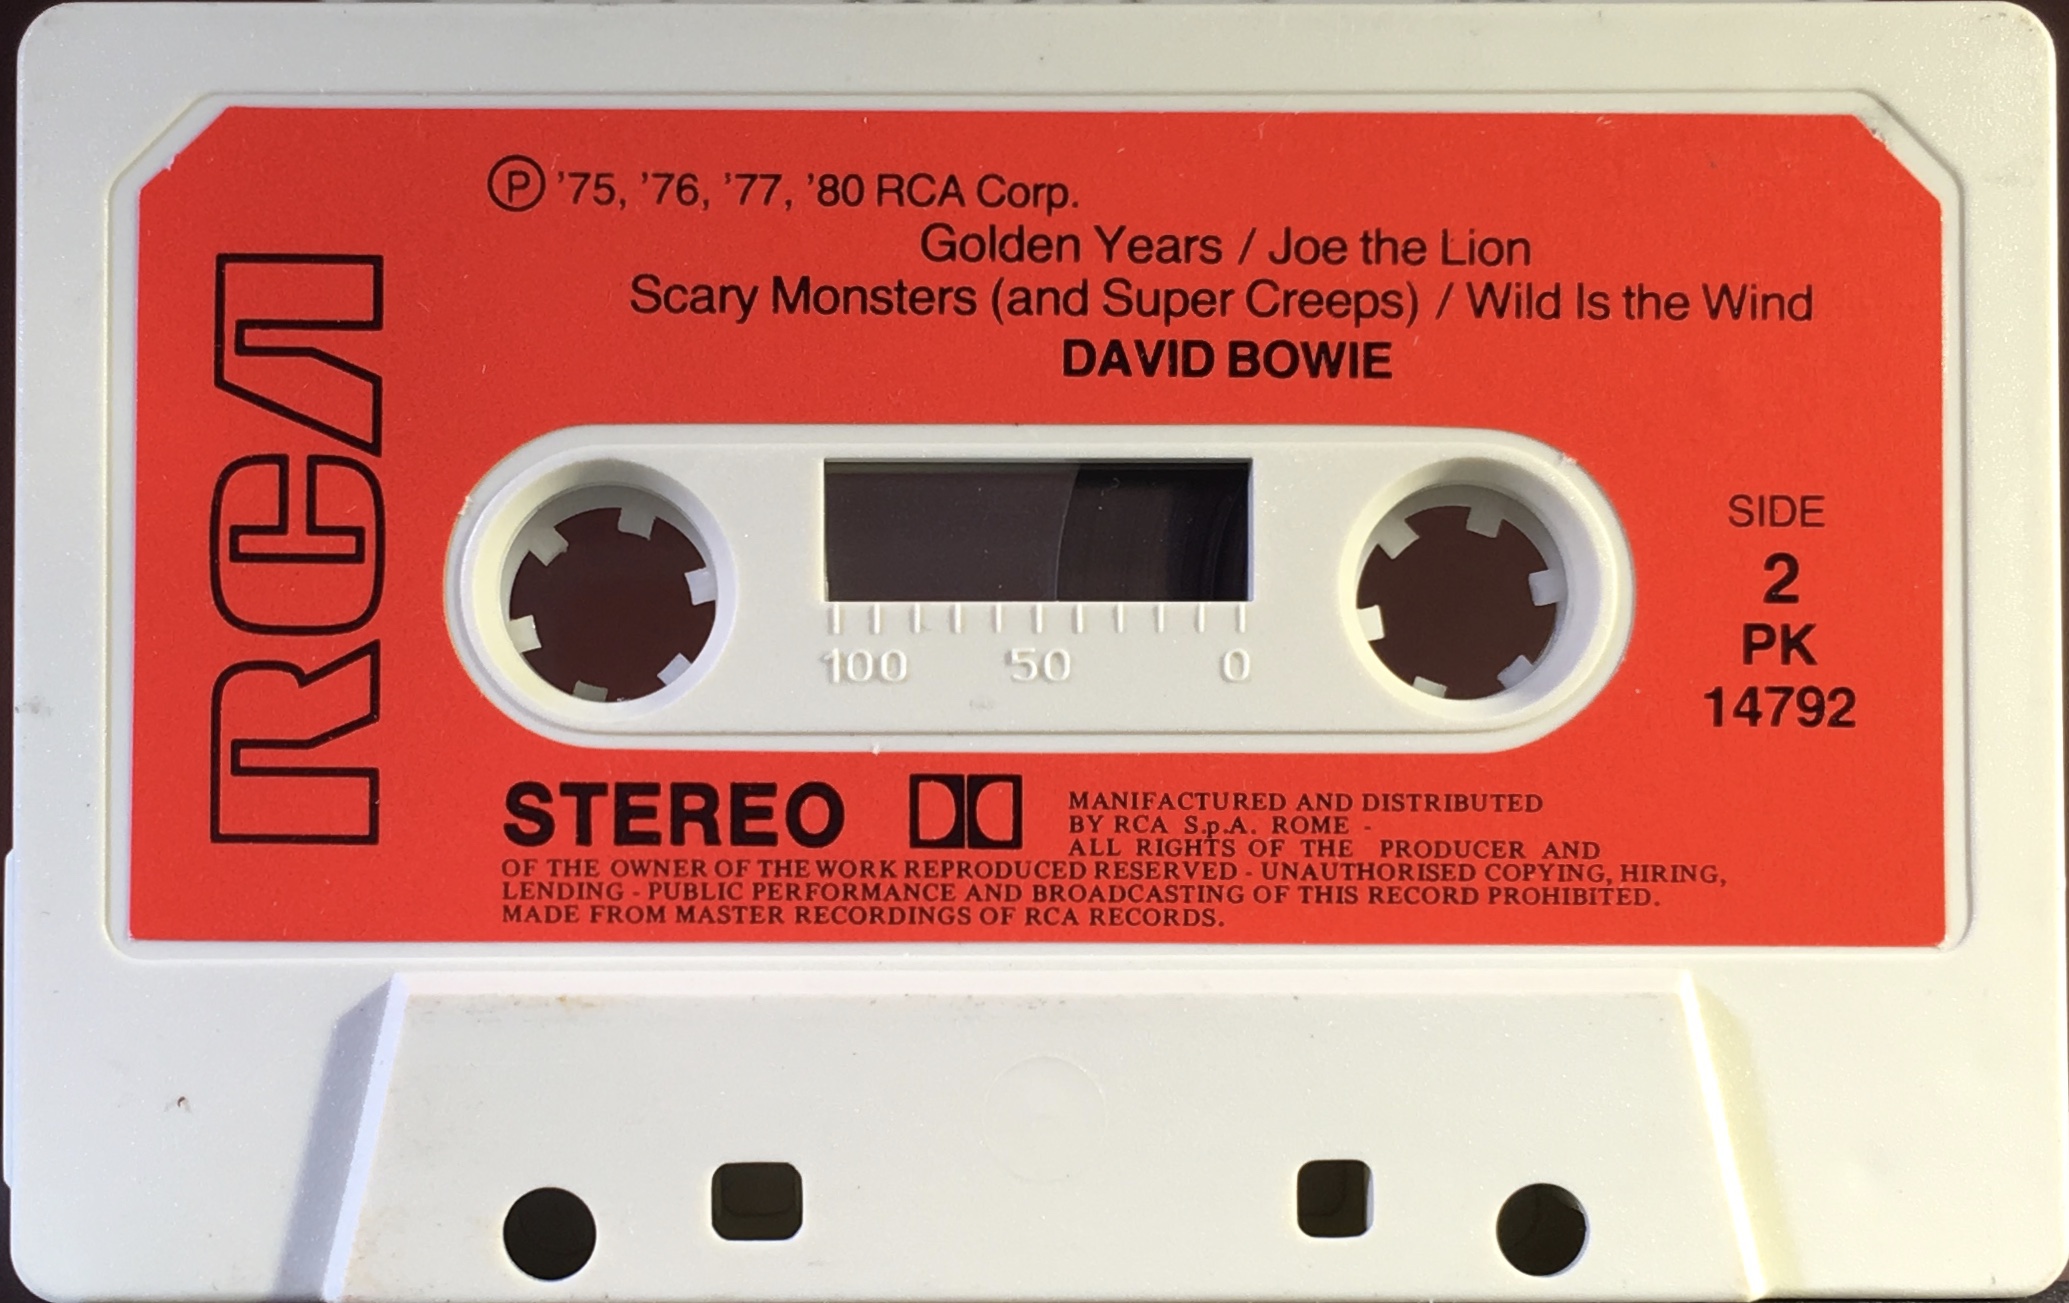 RCA
Ⓟ '75, '76, '77, '80 RCA Corp.
Golden Years / Joe the Lion
Scary Monsters (and Super Creeps) / Wild Is the Wind
DAVID BOWIE
SIDE
2
PK
14792
100 50 0
STEREO
MANIFACTURED AND DISTRIBUTED
BY RCA S.p.A. ROME -
ALL RIGHTS OF THE PRODUCER AND
OF THE OWNER OF THE WORK REPRODUCED RESERVED - UNAUTHORISED COPYING, HIRING,
LENDING - PUBLIC PERFORMANCE AND BROADCASTING OF THIS RECORD PROHIBITED.
MADE FROM MASTER RECORDINGS OF RCA RECORDS.